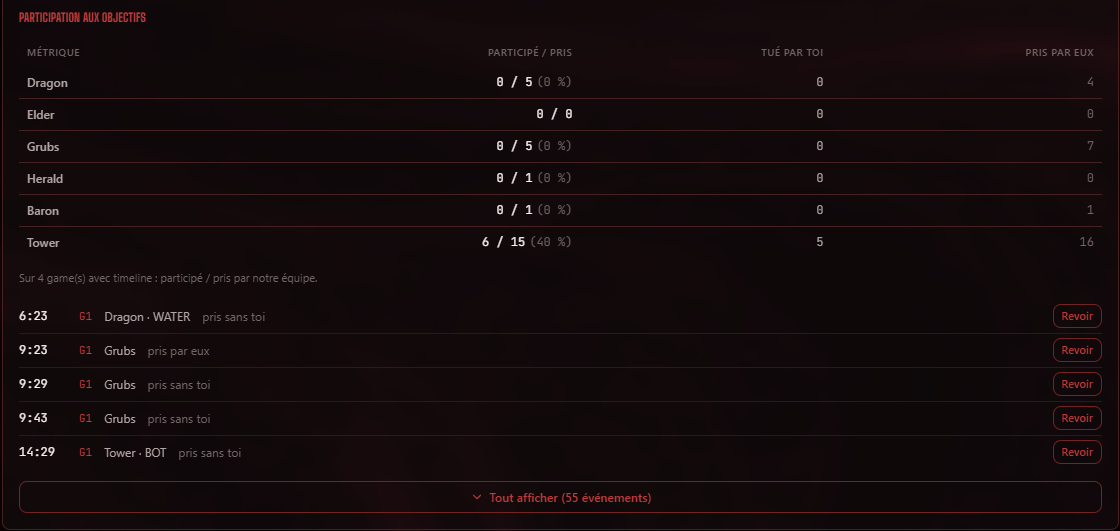 PARTICIPATION AUX OBJECTIFS
MÉTRIQUE PARTICIPÉ / PRIS TUÉ PAR TOI PRIS PAR EUX
Dragon 0 / 5 (0 %) 0 4
Elder 0 / 0 0 0
Grubs 0 / 5 (0 %) 0 7
Herald 0 / 1 (0 %) 0 0
Baron 0 / 1 (0 %) 0 1
Tower 6 / 15 (40 %) 5 16
Sur 4 game(s) avec timeline : participé / pris par notre équipe.
6:23 G1 Dragon · WATER pris sans toi Revoir
9:23 G1 Grubs pris par eux Revoir
9:29 G1 Grubs pris sans toi Revoir
9:43 G1 Grubs pris sans toi Revoir
14:29 G1 Tower · BOT pris sans toi Revoir
Tout afficher (55 événements)